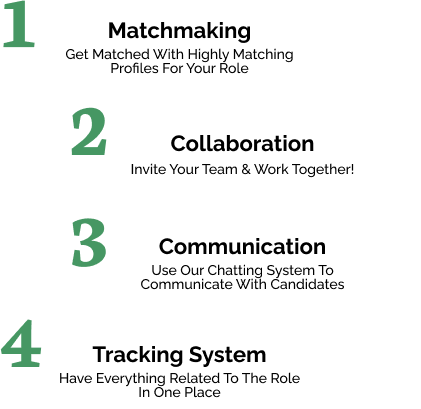 1
Matchmaking
Get Matched With Highly Matching
Profiles For Your Role
2
Collaboration
Invite Your Team & Work Together!
3
Communication
Use Our Chatting System To
Communicate With Candidates
4
Tracking System
Have Everything Related To The Role
In One Place